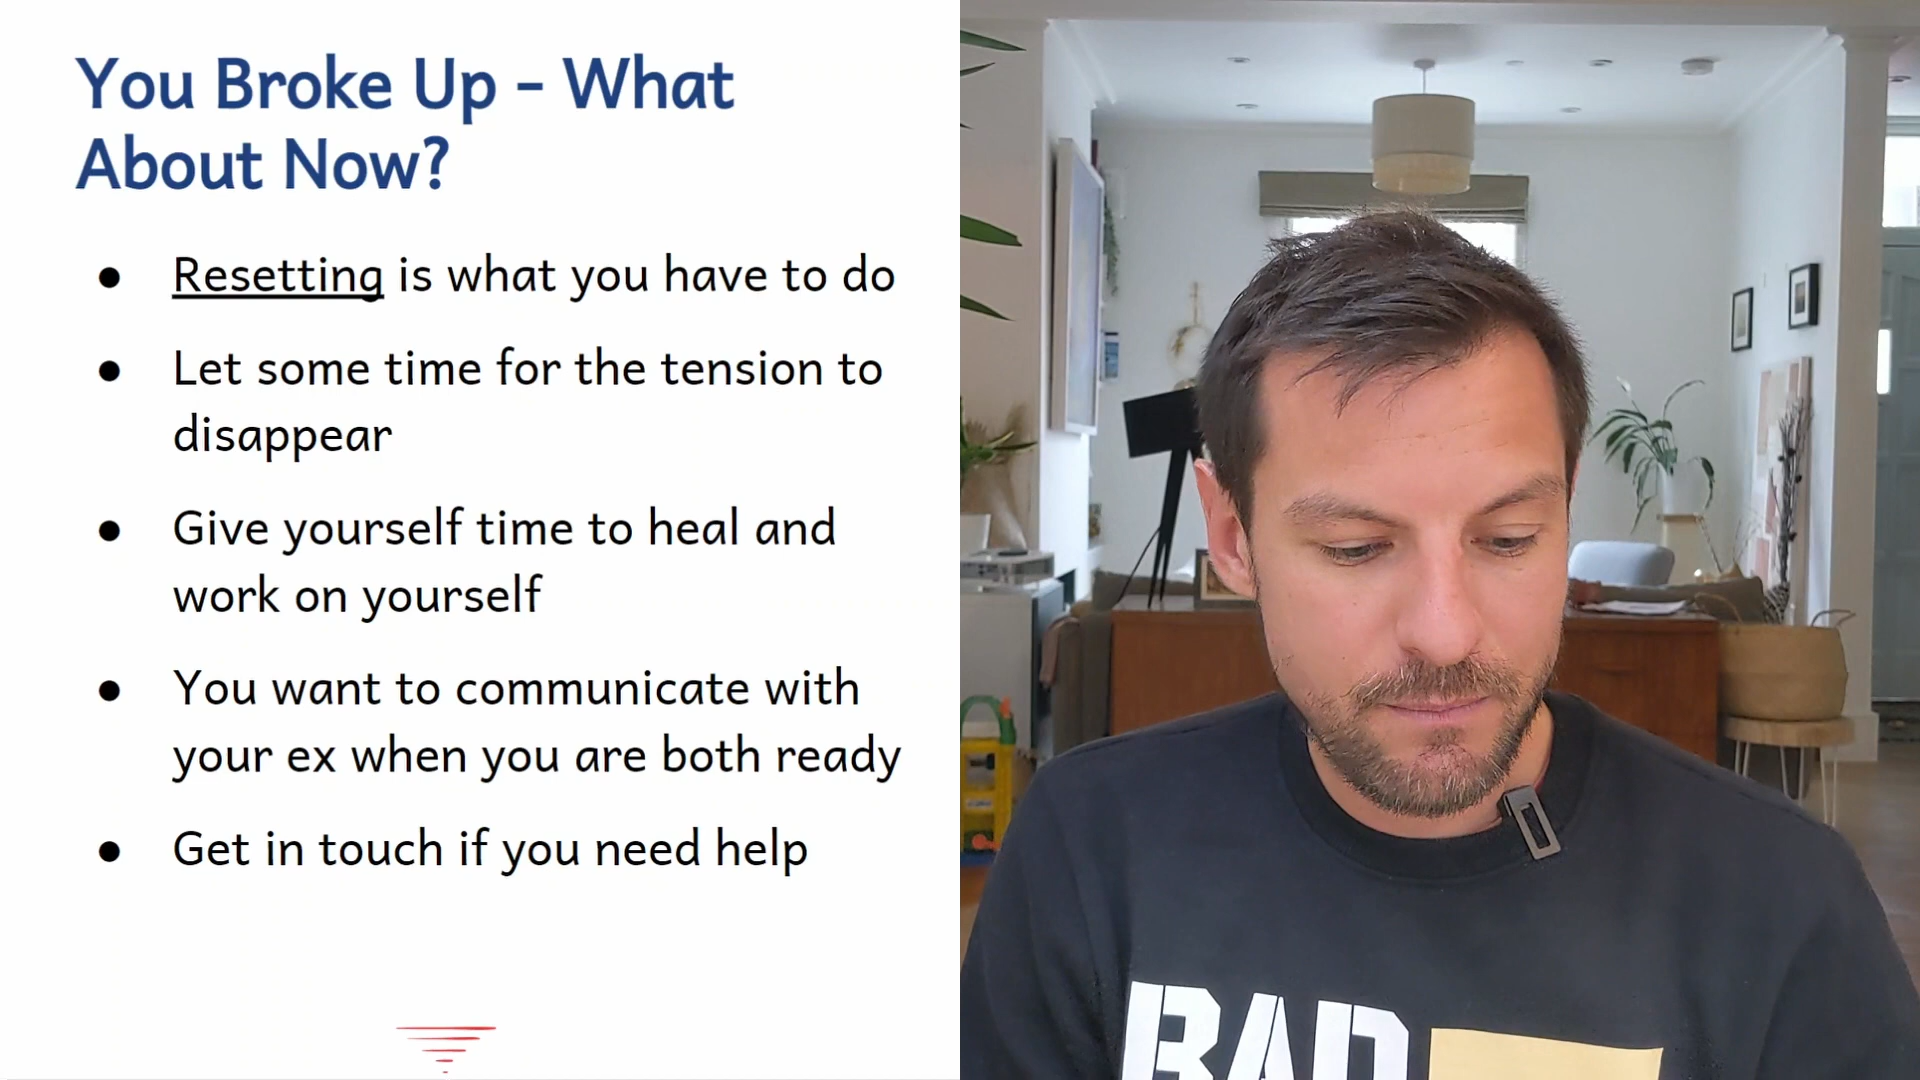 You Broke Up - What
About Now?
● Resetting is what you have to do
● Let some time for the tension to
disappear
● Give yourself time to heal and
work on yourself
● You want to communicate with
your ex when you are both ready
● Get in touch if you need help
BAD